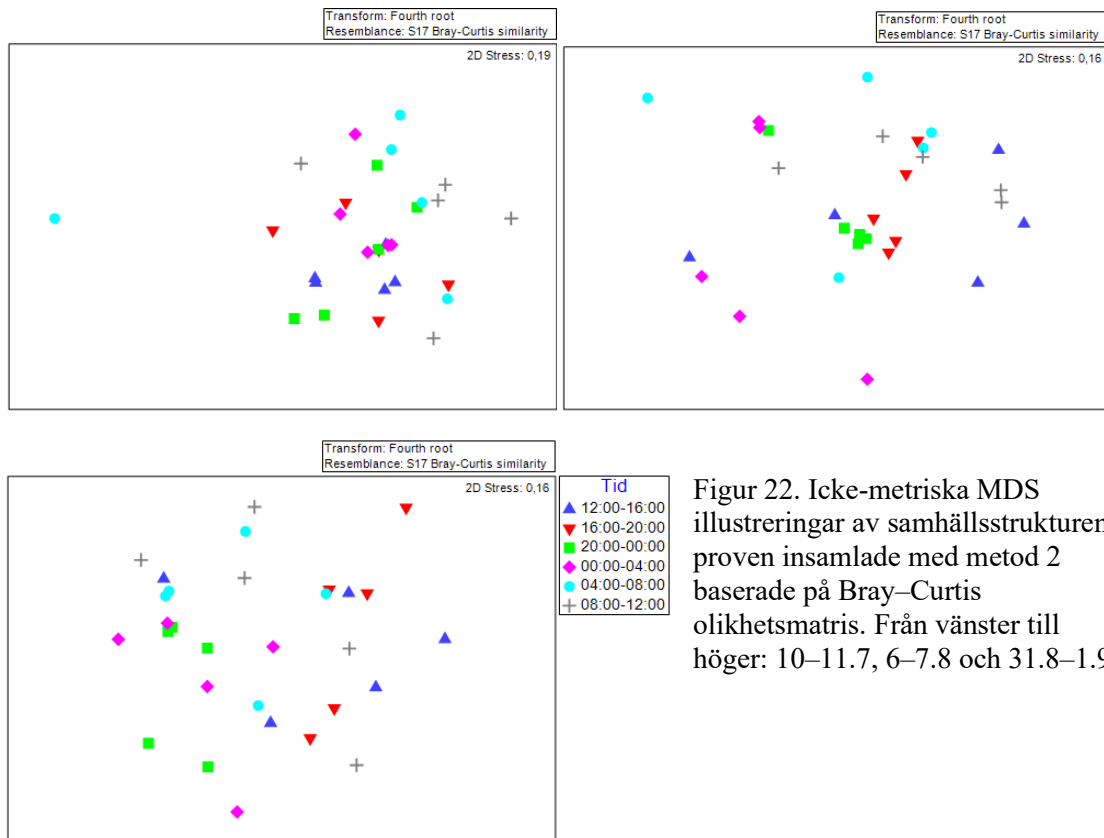 Transform: Fourth root
Resemblance: S17 Bray-Curtis similarity
2D Stress: 0,19
Transform: Fourth root
Resemblance: S17 Bray-Curtis similarity
2D Stress: 0,16
Transform: Fourth root
Resemblance: S17 Bray-Curtis similarity
2D Stress: 0,16
Tid
12:00-16:00
16:00-20:00
20:00-00:00
00:00-04:00
04:00-08:00
08:00-12:00
Figur 22. Icke-metriska MDS
illustreringar av samhällsstrukturen
proven insamlade med metod 2
baserade på Bray–Curtis
olikhetsmatris. Från vänster till
höger: 10–11.7, 6–7.8 och 31.8–1.9